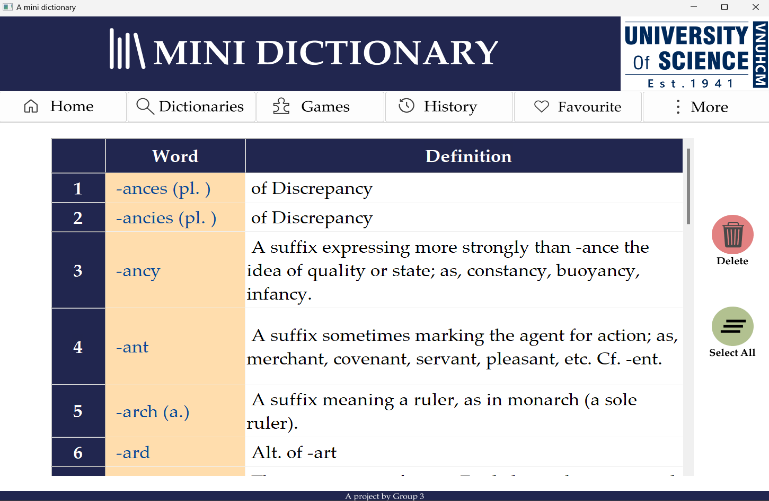 A mini dictionary
MINI DICTIONARY
UNIVERSITY
Of SCIENCE
Est.1941
VNUHCM
Home
Dictionaries
Games
History
Favourite
More
Word Definition
1 -ances (pl. ) of Discrepancy
2 -ancies (pl. ) of Discrepancy
3 -ancy A suffix expressing more strongly than -ance the
idea of quality or state; as, constancy, buoyancy,
infancy.
4 -ant A suffix sometimes marking the agent for action; as,
merchant, covenant, servant, pleasant, etc. Cf. -ent.
5 -arch (a.) A suffix meaning a ruler, as in monarch (a sole
ruler).
6 -ard Alt. of -art
Delete
Select All
A project by Group 3